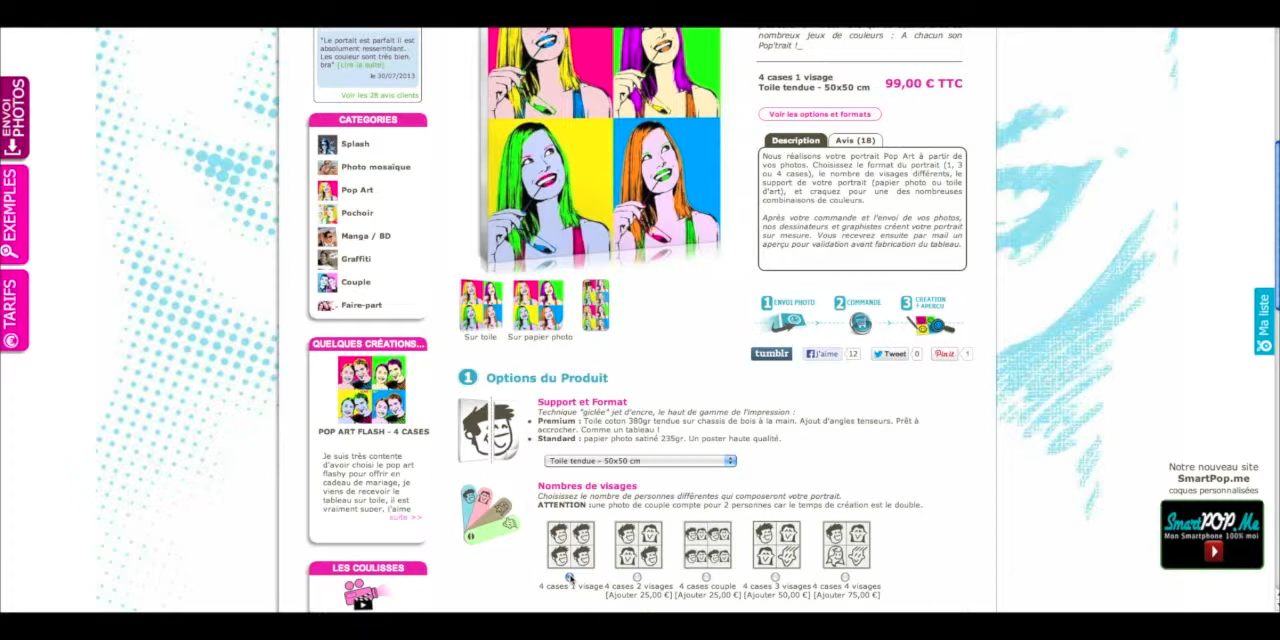 ENVOI
PHOTOS
EXEMPLES
TARIFS
"Le portait est parfait il est
absolument ressemblant.
Les couleur sont très bien.
bra" [Lire la suite]
le 30/07/2013
Voir les 28 avis clients
CATEGORIES
Splash
Photo mosaïque
Pop Art
Pochoir
Manga / BD
Graffiti
Couple
Faire-part
QUELQUES CRÉATIONS...
POP ART FLASH - 4 CASES
Je suis très contente
d'avoir choisi le pop art
flashy pour offrir en
cadeau de mariage, je
viens de recevoir le
tableau sur toile, il est
vraiment super, j'aime
suite >>
LES COULISSES
Sur toile
Sur papier photo
nombreux jeux de couleurs : A chacun son
Pop'trait !_
4 cases 1 visage
Toile tendue - 50x50 cm
99,00 € TTC
Voir les options et formats
Description
Avis (18)
Nous réalisons votre portrait Pop Art à partir de
vos photos. Choisissez le format du portrait (1, 3
ou 4 cases), le nombre de visages différents, le
support de votre portrait (papier photo ou toile
d'art), et craquez pour une des nombreuses
combinaisons de couleurs.
Après votre commande et l'envoi de vos photos,
nos dessinateurs et graphistes créent votre portrait
sur mesure. Vous recevrez ensuite par mail un
aperçu pour validation avant fabrication du tableau.
1 ENVOI PHOTO
2 COMMANDE
3 CREATION
+ APERCU
tumblr
J'aime
12
Tweet
0
Pin it
1
1 Options du Produit
Support et Format
Technique "giclée" jet d'encre, le haut de gamme de l'impression :
Premium : Toile coton 380gr tendue sur chassis de bois à la main. Ajout d'angles tenseurs. Prêt à
accrocher. Comme un tableau !
Standard : papier photo satiné 235gr. Un poster haute qualité.
Toile tendue - 50x50 cm
Nombres de visages
Choisissez le nombre de personnes différentes qui composeront votre portrait.
ATTENTION : une photo de couple compte pour 2 personnes car le temps de création est le double.
4 cases 1 visage
4 cases 2 visages
[Ajouter 25,00 €]
4 cases couple
[Ajouter 25,00 €]
4 cases 3 visages
[Ajouter 50,00 €]
4 cases 4 visages
[Ajouter 75,00 €]
Ma liste
Notre nouveau site
SmartPop.me
coques personnalisées
SmartPOP.Me
Mon Smartphone 100% moi